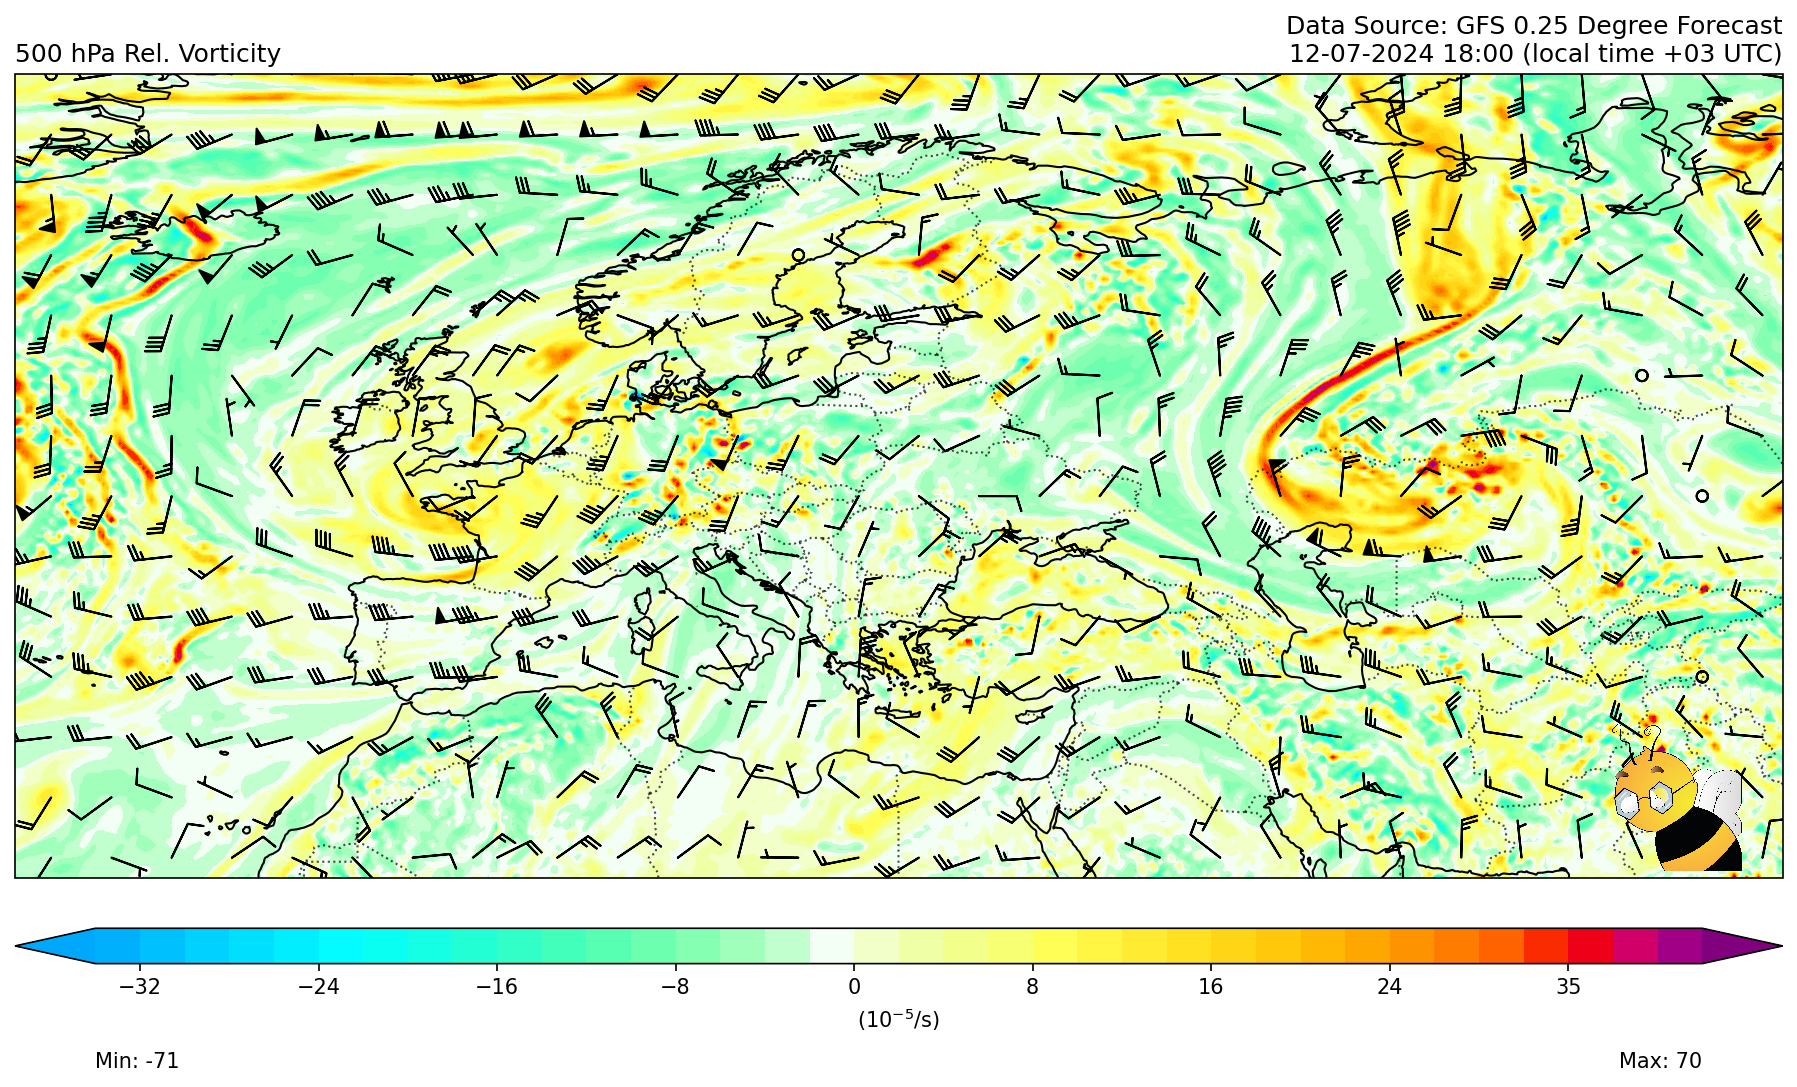 Data Source: GFS 0.25 Degree Forecast
500 hPa Rel. Vorticity
12-07-2024 18:00 (local time +03 UTC)
−32 −24 −16 −8 0 8 16 24 35
(10⁻⁵/s)
Min: -71
Max: 70